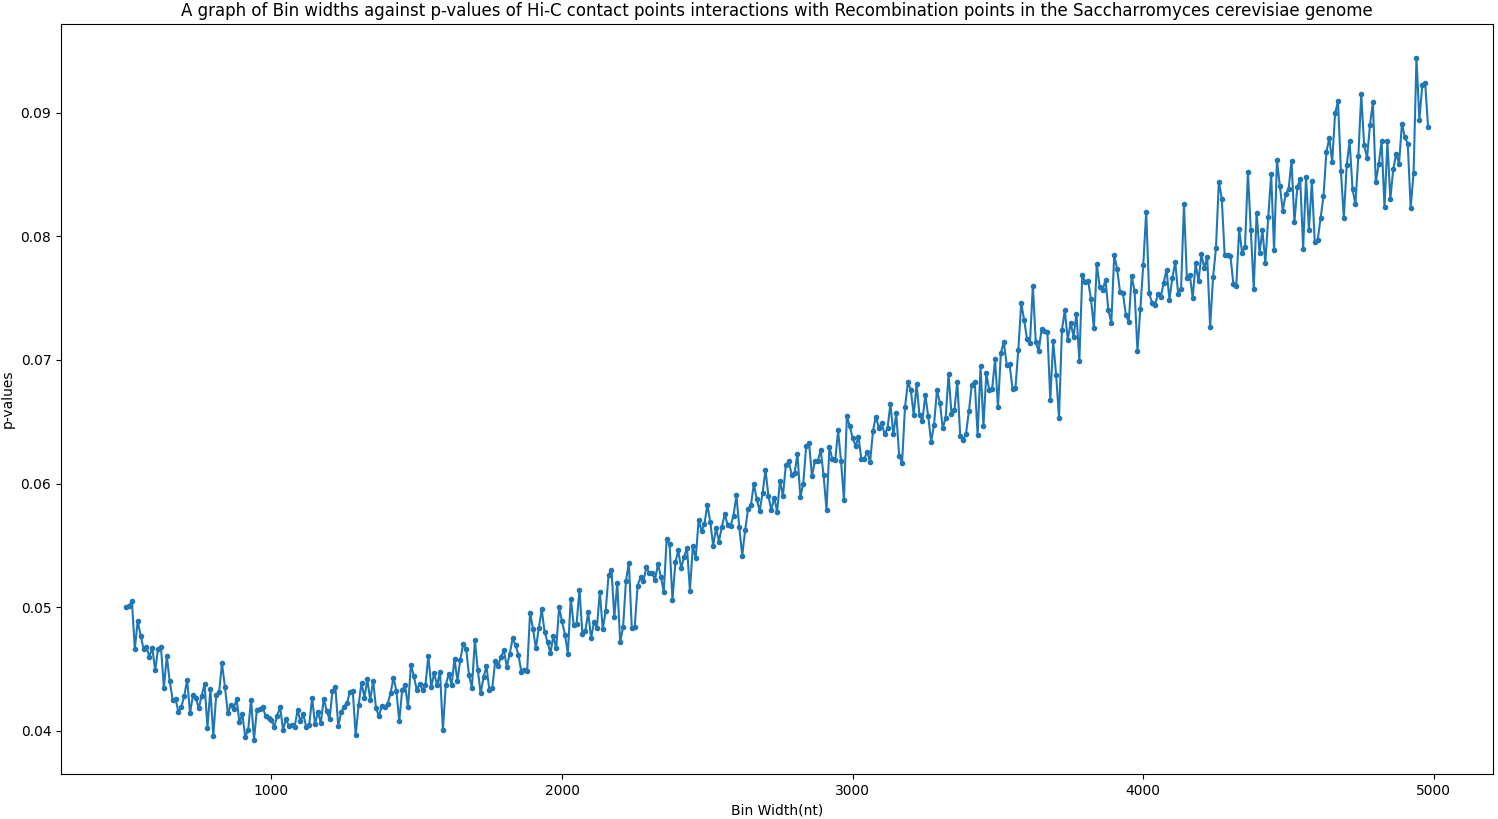 A graph of Bin widths against p-values of Hi-C contact points interactions with Recombination points in the Saccharromyces cerevisiae genome
0.09
0.08
0.07
0.06
0.05
0.04
p-values
1000 2000 3000 4000 5000
Bin Width(nt)